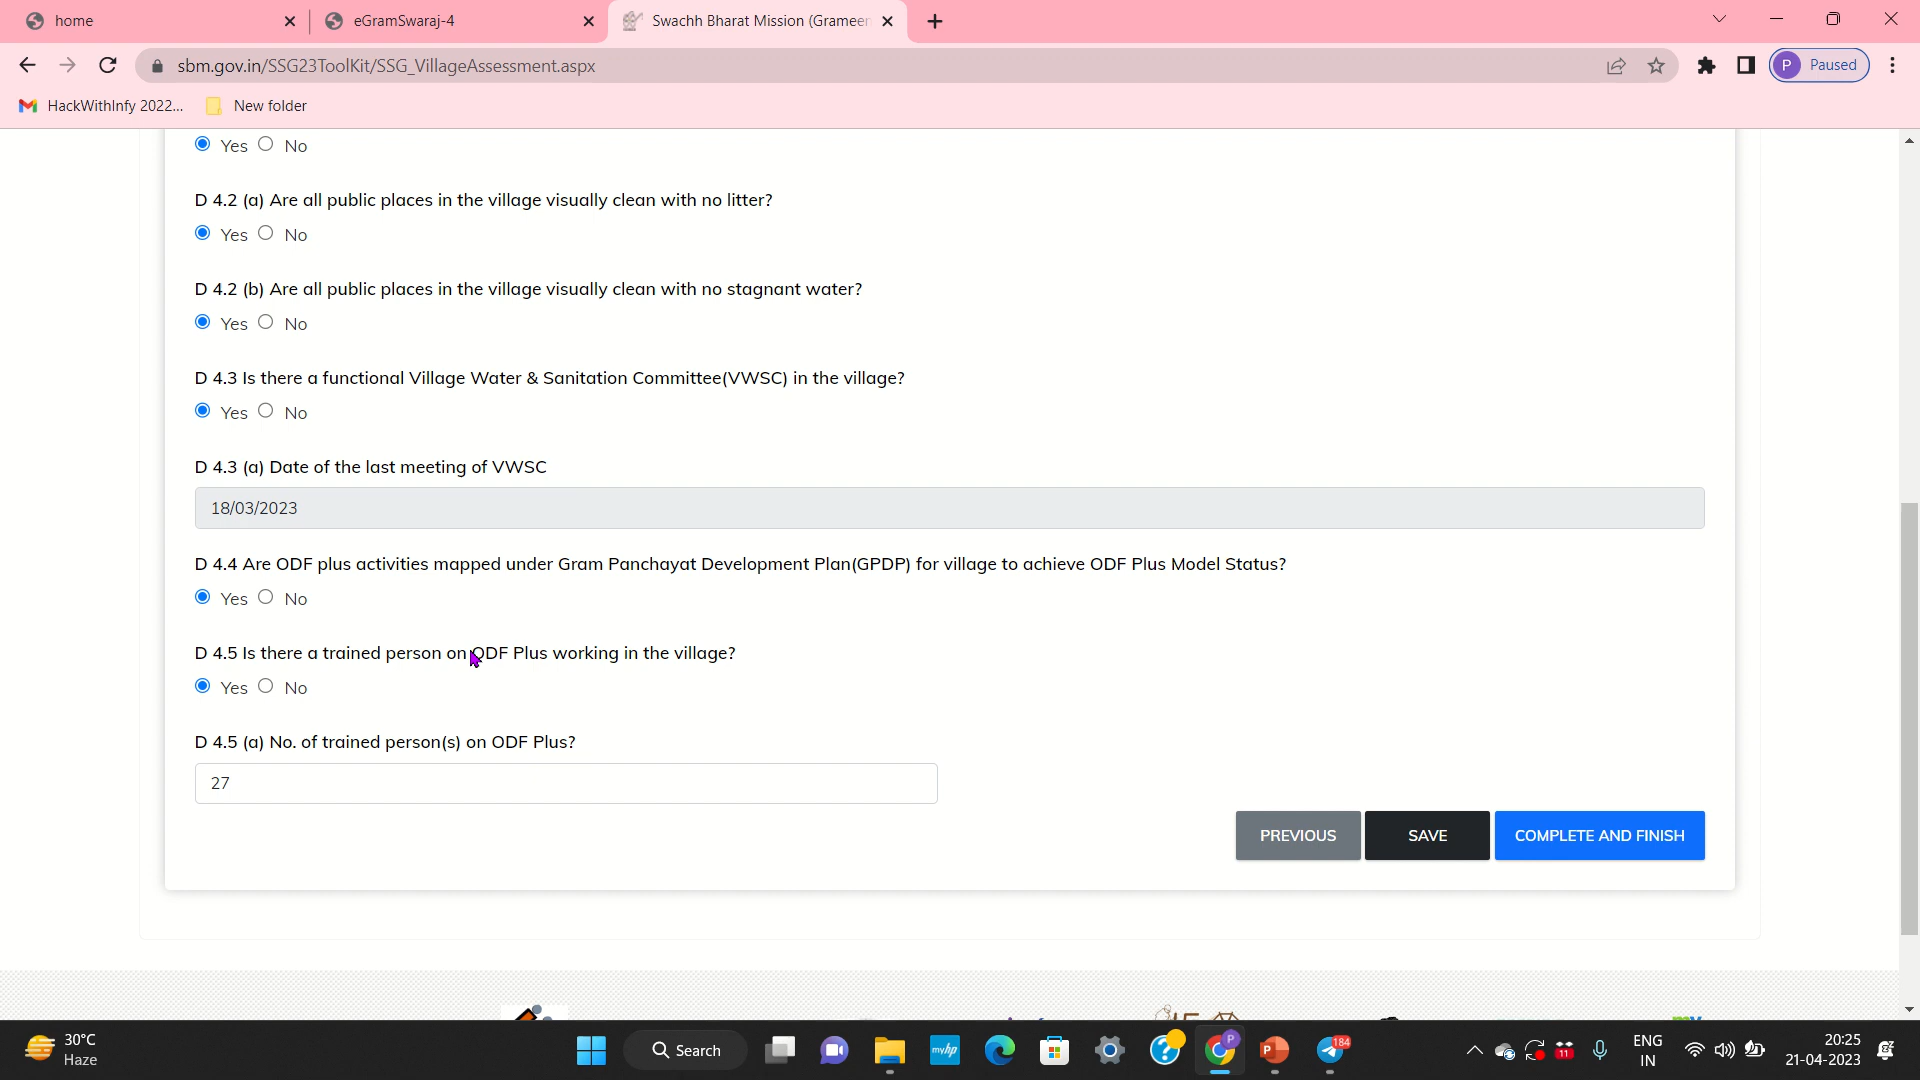 home
eGramSwaraj-4
Swachh Bharat Mission (Grameen
sbm.gov.in/SSG23ToolKit/SSG_VillageAssessment.aspx
P Paused
HackWithInfy 2022...
New folder
Yes No
D 4.2 (a) Are all public places in the village visually clean with no litter?
Yes No
D 4.2 (b) Are all public places in the village visually clean with no stagnant water?
Yes No
D 4.3 Is there a functional Village Water & Sanitation Committee(VWSC) in the village?
Yes No
D 4.3 (a) Date of the last meeting of VWSC
18/03/2023
D 4.4 Are ODF plus activities mapped under Gram Panchayat Development Plan(GPDP) for village to achieve ODF Plus Model Status?
Yes No
D 4.5 Is there a trained person on ODF Plus working in the village?
Yes No
D 4.5 (a) No. of trained person(s) on ODF Plus?
27
PREVIOUS
SAVE
COMPLETE AND FINISH
30°C
Haze
Search
myhp
P
P
184
11
ENG
IN
20:25
21-04-2023